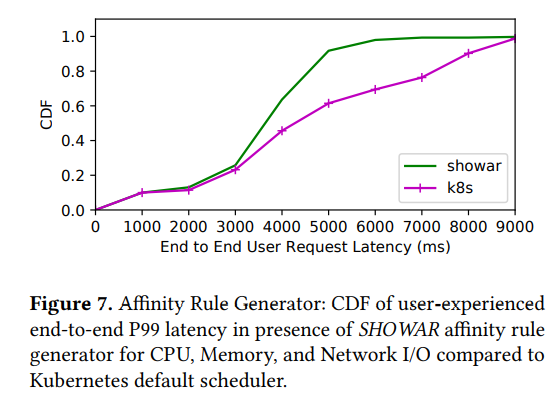 1.0
0.8
0.6
0.4
0.2
0.0
CDF
showar
k8s
0 1000 2000 3000 4000 5000 6000 7000 8000 9000
End to End User Request Latency (ms)
Figure 7. Affinity Rule Generator: CDF of user-experienced
end-to-end P99 latency in presence of SHOWAR affinity rule
generator for CPU, Memory, and Network I/O compared to
Kubernetes default scheduler.